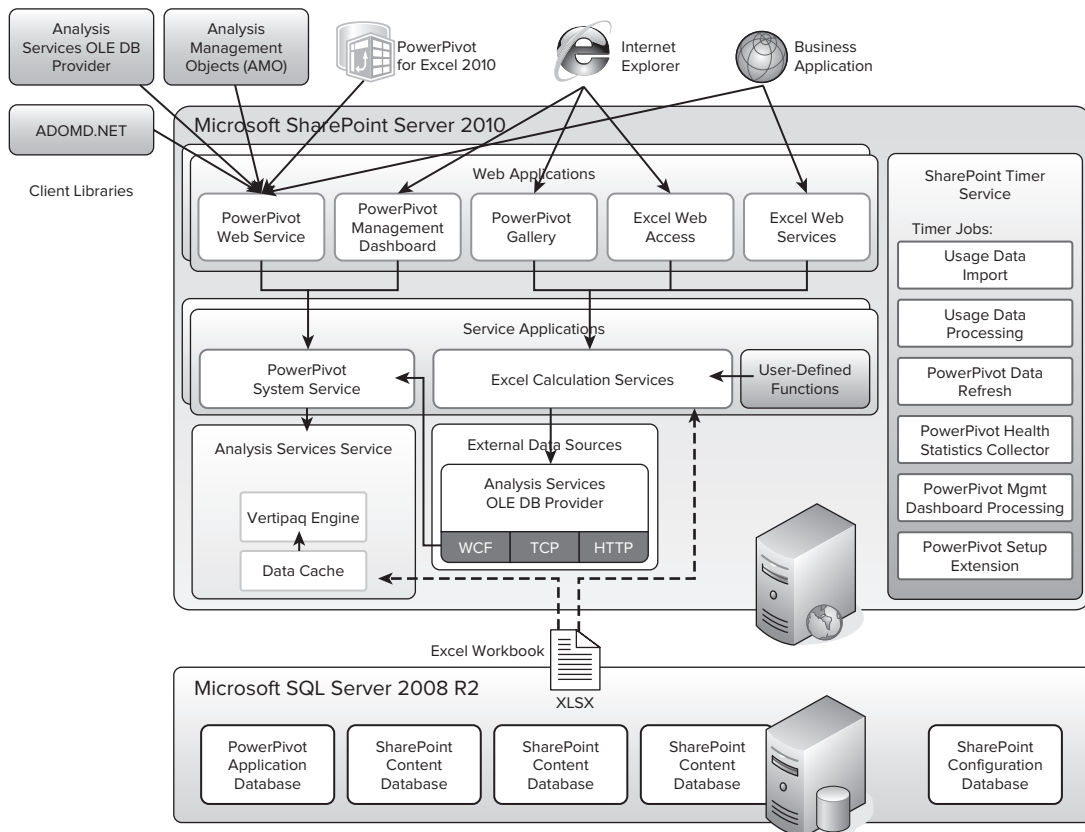 Analysis
Services OLE DB
Provider
Analysis
Management
Objects (AMO)
PowerPivot
for Excel 2010
Internet
Explorer
Business
Application
ADOMD.NET
Client Libraries
Microsoft SharePoint Server 2010
Web Applications
PowerPivot
Web Service
PowerPivot
Management
Dashboard
PowerPivot
Gallery
Excel Web
Access
Excel Web
Services
Service Applications
PowerPivot
System Service
Excel Calculation Services
User-Defined
Functions
Analysis Services Service
Vertipaq Engine
Data Cache
External Data Sources
Analysis Services
OLE DB Provider
WCF
TCP
HTTP
SharePoint Timer
Service
Timer Jobs:
Usage Data
Import
Usage Data
Processing
PowerPivot Data
Refresh
PowerPivot Health
Statistics Collector
PowerPivot Mgmt
Dashboard Processing
PowerPivot Setup
Extension
Excel Workbook
XLSX
Microsoft SQL Server 2008 R2
PowerPivot
Application
Database
SharePoint
Content
Database
SharePoint
Content
Database
SharePoint
Content
Database
SharePoint
Configuration
Database